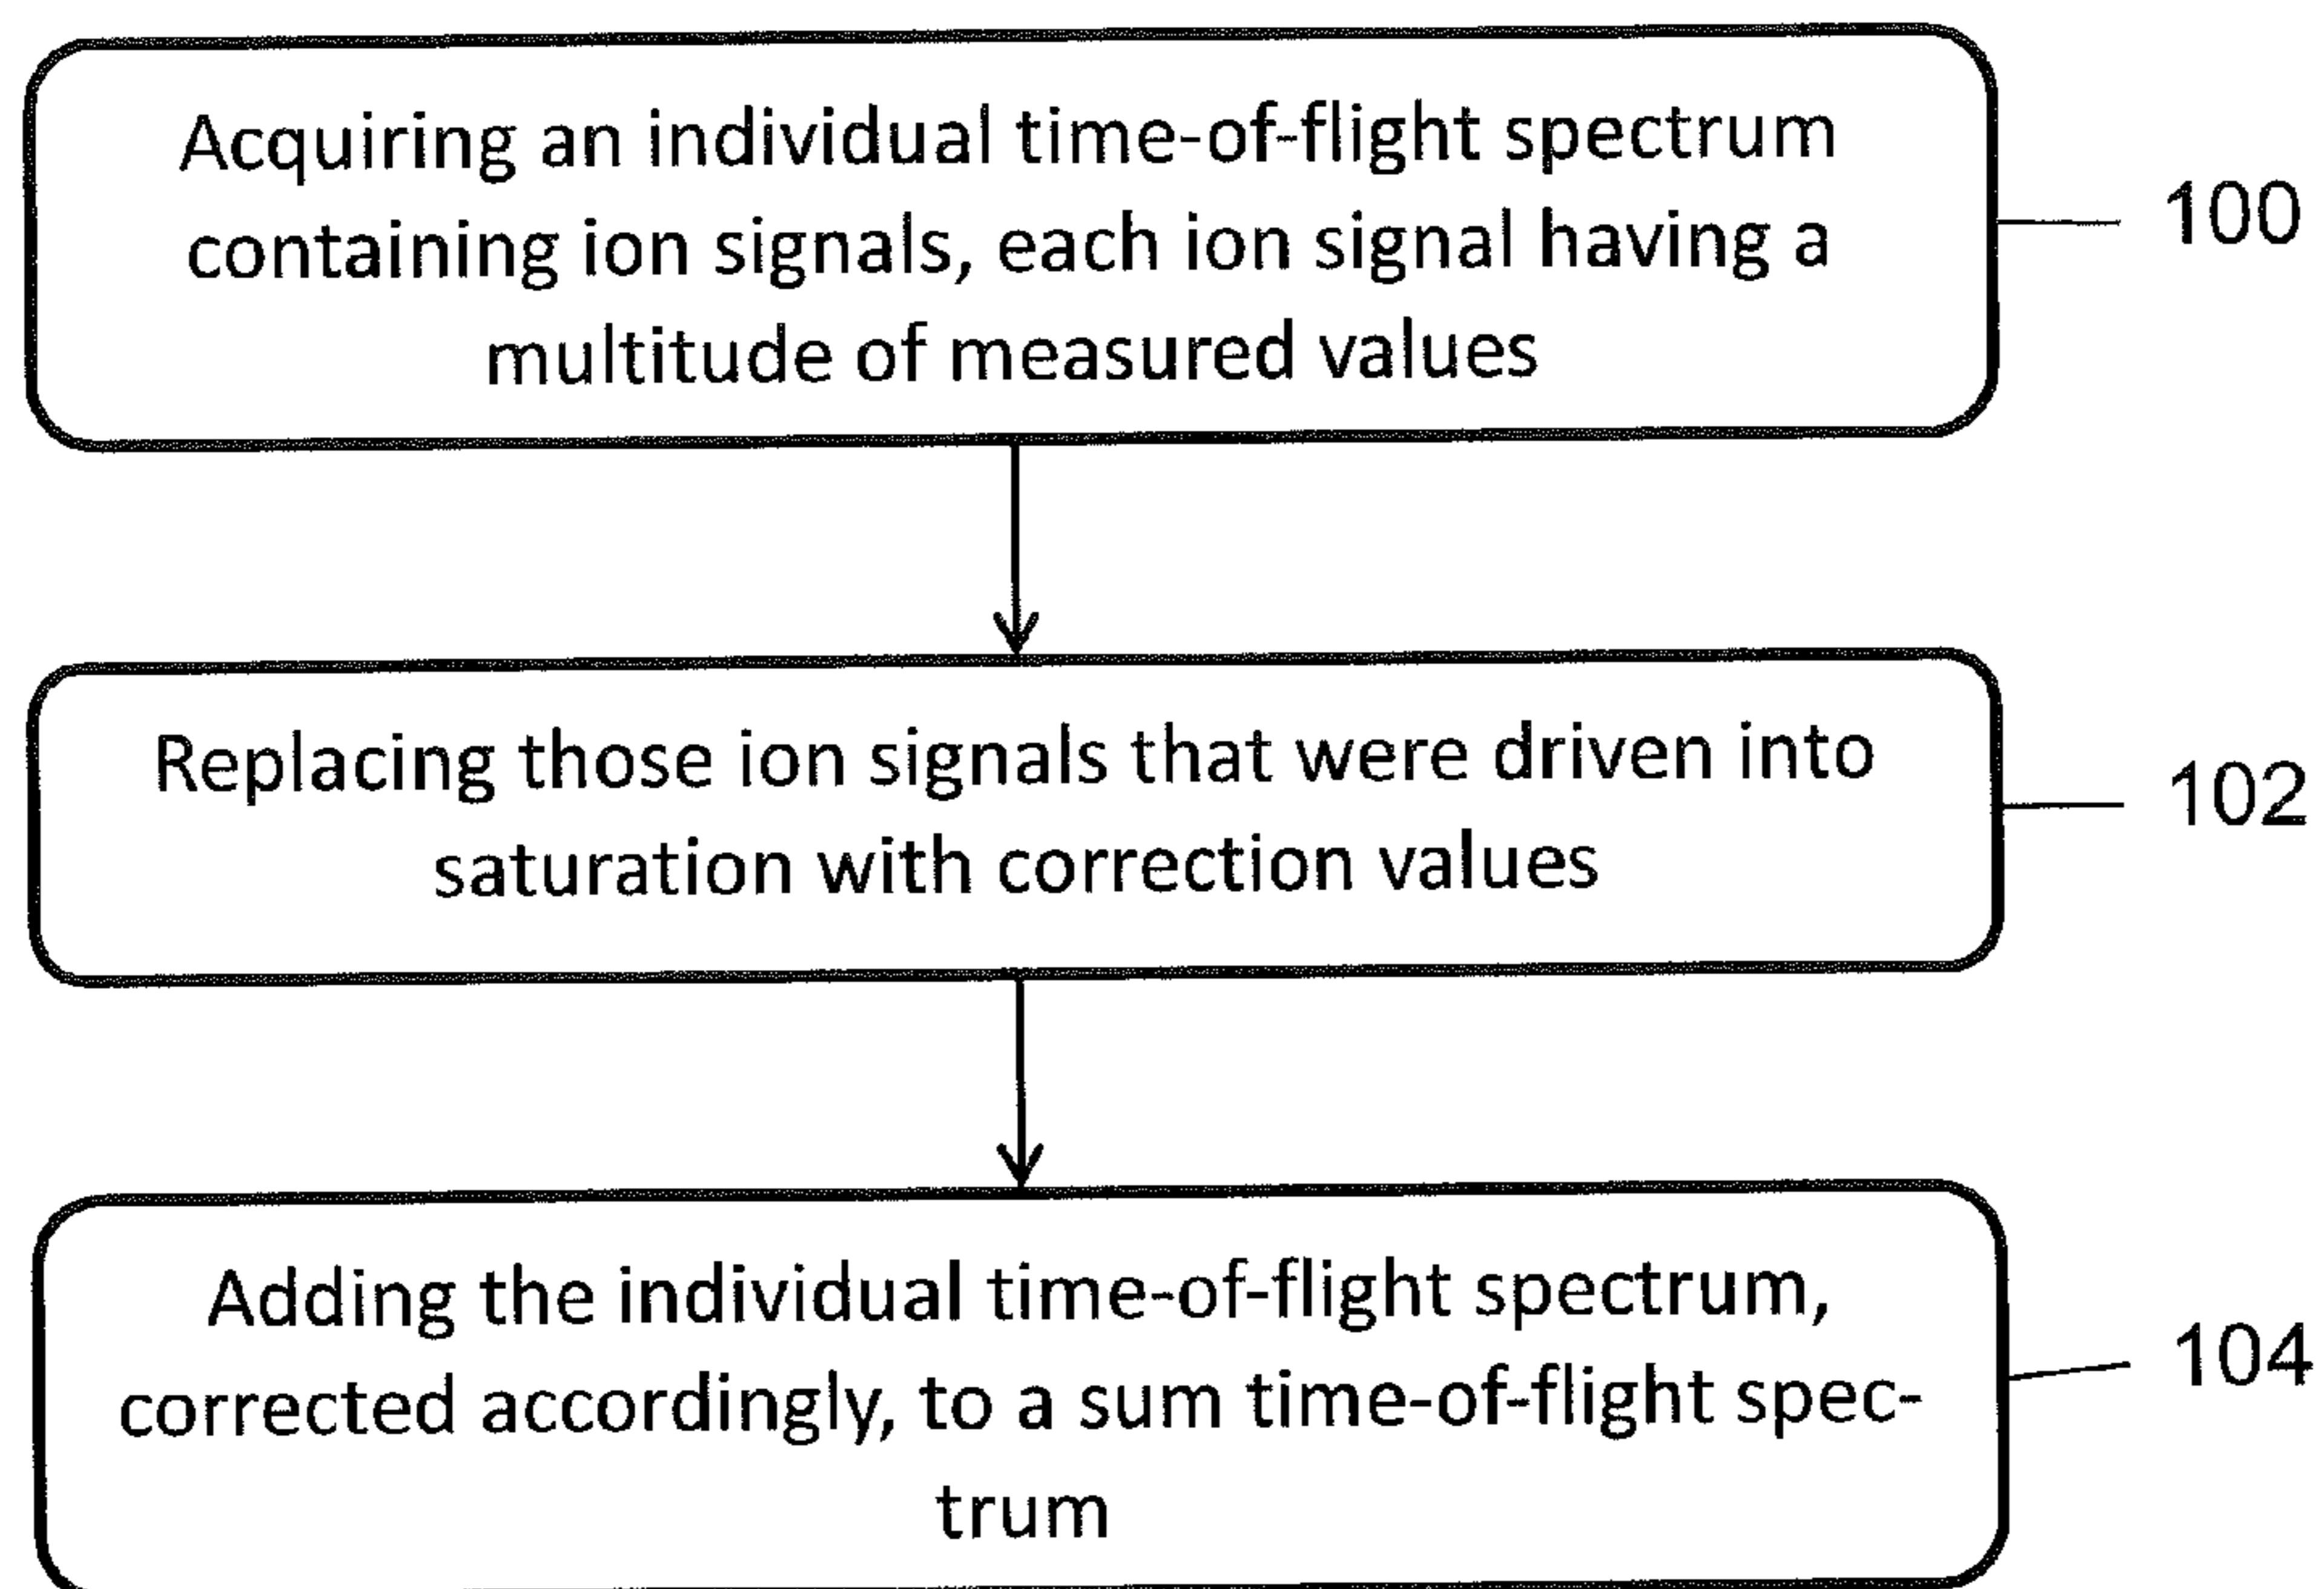 Acquiring an individual time-of-flight spectrum
containing ion signals, each ion signal having a
multitude of measured values
100
Replacing those ion signals that were driven into
saturation with correction values
102
Adding the individual time-of-flight spectrum,
corrected accordingly, to a sum time-of-flight spec-
trum
104